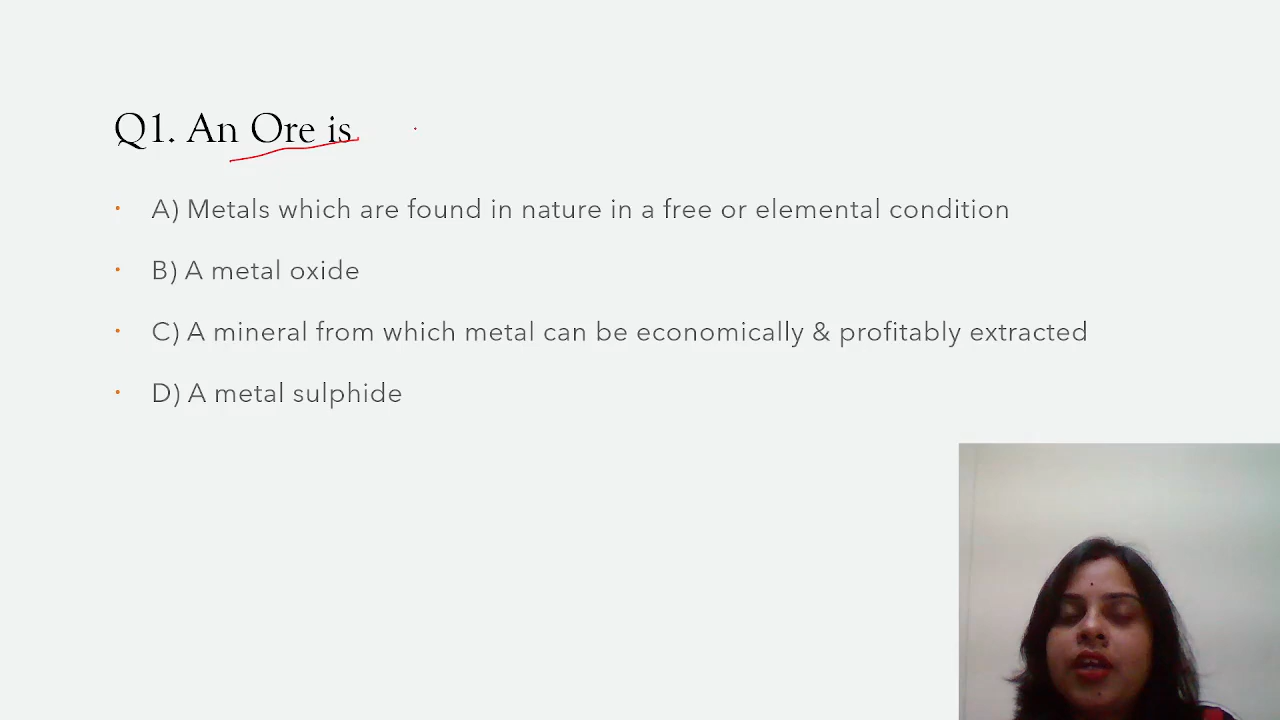 Q1. An Ore is
A) Metals which are found in nature in a free or elemental condition
B) A metal oxide
C) A mineral from which metal can be economically & profitably extracted
D) A metal sulphide